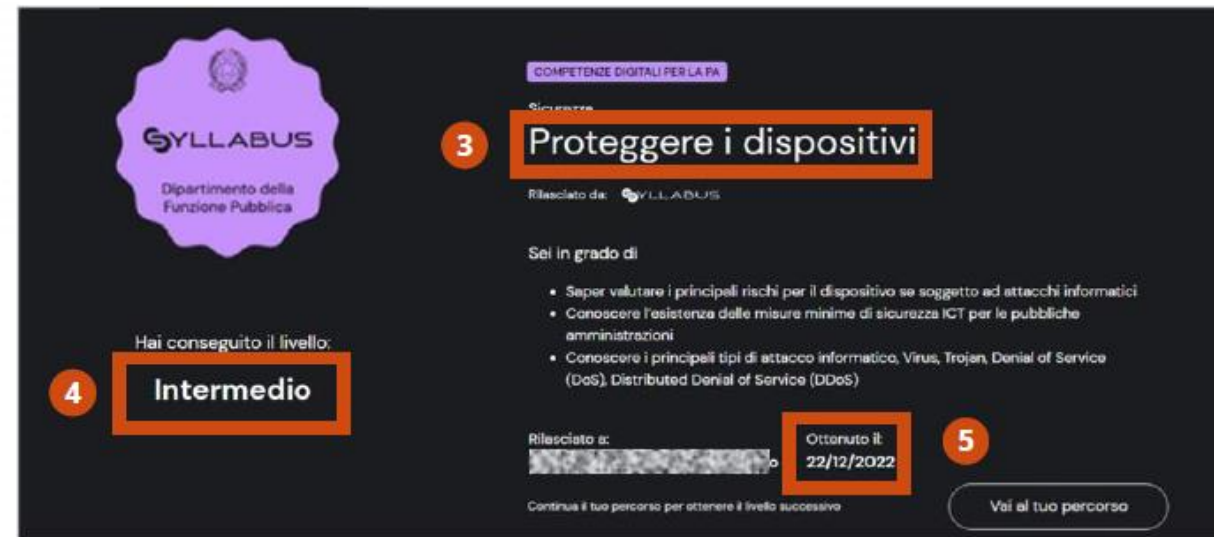 SYLLABUS
Dipartimento della
Funzione Pubblica
Hai conseguito il livello:
4
Intermedio
COMPETENZE DIGITALI PER LA PA
Sicurezza
3
Proteggere i dispositivi
Rilasciato da: SYLLABUS
Sei in grado di
• Saper valutare i principali rischi per il dispositivo se soggetto ad attacchi informatici
• Conoscere l'esistenza delle misure minime di sicurezza ICT per le pubbliche
amministrazioni
• Conoscere i principali tipi di attacco informatico, Virus, Trojan, Denial of Service
(DoS), Distributed Denial of Service (DDoS)
Rilasciato a:
o
Ottenuto il:
22/12/2022
5
Continua il tuo percorso per ottenere il livello successivo
Vai al tuo percorso